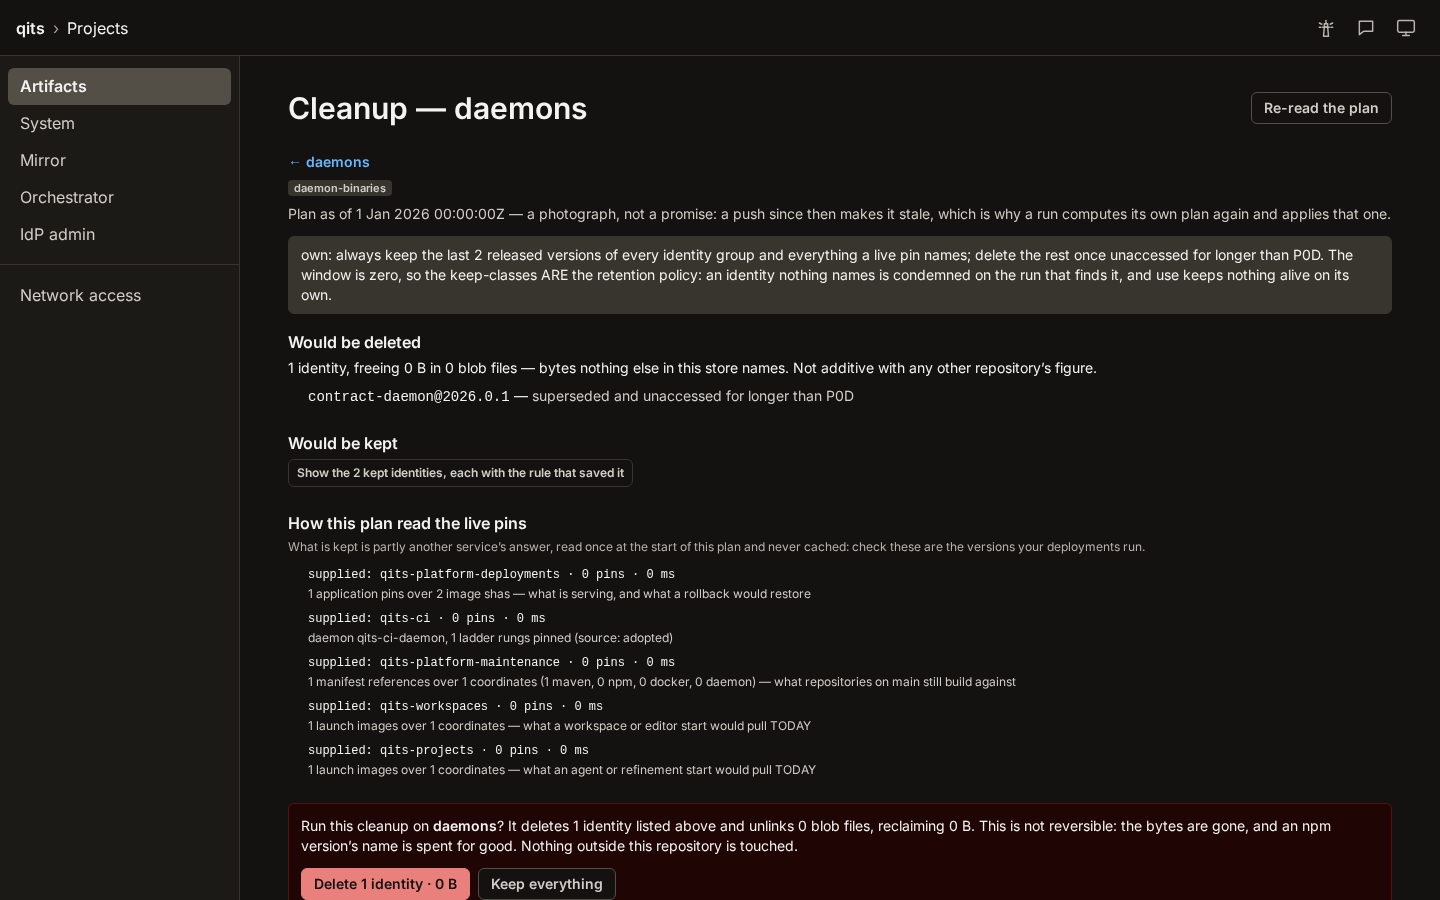 qits › Projects
Artifacts
System
Mirror
Orchestrator
IdP admin
Network access
Cleanup — daemons
Re-read the plan
← daemons
daemon-binaries
Plan as of 1 Jan 2026 00:00:00Z — a photograph, not a promise: a push since then makes it stale, which is why a run computes its own plan again and applies that one.
own: always keep the last 2 released versions of every identity group and everything a live pin names; delete the rest once unaccessed for longer than P0D. The
window is zero, so the keep-classes ARE the retention policy: an identity nothing names is condemned on the run that finds it, and use keeps nothing alive on its
own.
Would be deleted
1 identity, freeing 0 B in 0 blob files — bytes nothing else in this store names. Not additive with any other repository’s figure.
contract-daemon@2026.0.1 — superseded and unaccessed for longer than P0D
Would be kept
Show the 2 kept identities, each with the rule that saved it
How this plan read the live pins
What is kept is partly another service’s answer, read once at the start of this plan and never cached: check these are the versions your deployments run.
supplied: qits-platform-deployments · 0 pins · 0 ms
1 application pins over 2 image shas — what is serving, and what a rollback would restore
supplied: qits-ci · 0 pins · 0 ms
daemon qits-ci-daemon, 1 ladder rungs pinned (source: adopted)
supplied: qits-platform-maintenance · 0 pins · 0 ms
1 manifest references over 1 coordinates (1 maven, 0 npm, 0 docker, 0 daemon) — what repositories on main still build against
supplied: qits-workspaces · 0 pins · 0 ms
1 launch images over 1 coordinates — what a workspace or editor start would pull TODAY
supplied: qits-projects · 0 pins · 0 ms
1 launch images over 1 coordinates — what an agent or refinement start would pull TODAY
Run this cleanup on daemons? It deletes 1 identity listed above and unlinks 0 blob files, reclaiming 0 B. This is not reversible: the bytes are gone, and an npm
version’s name is spent for good. Nothing outside this repository is touched.
Delete 1 identity · 0 B
Keep everything